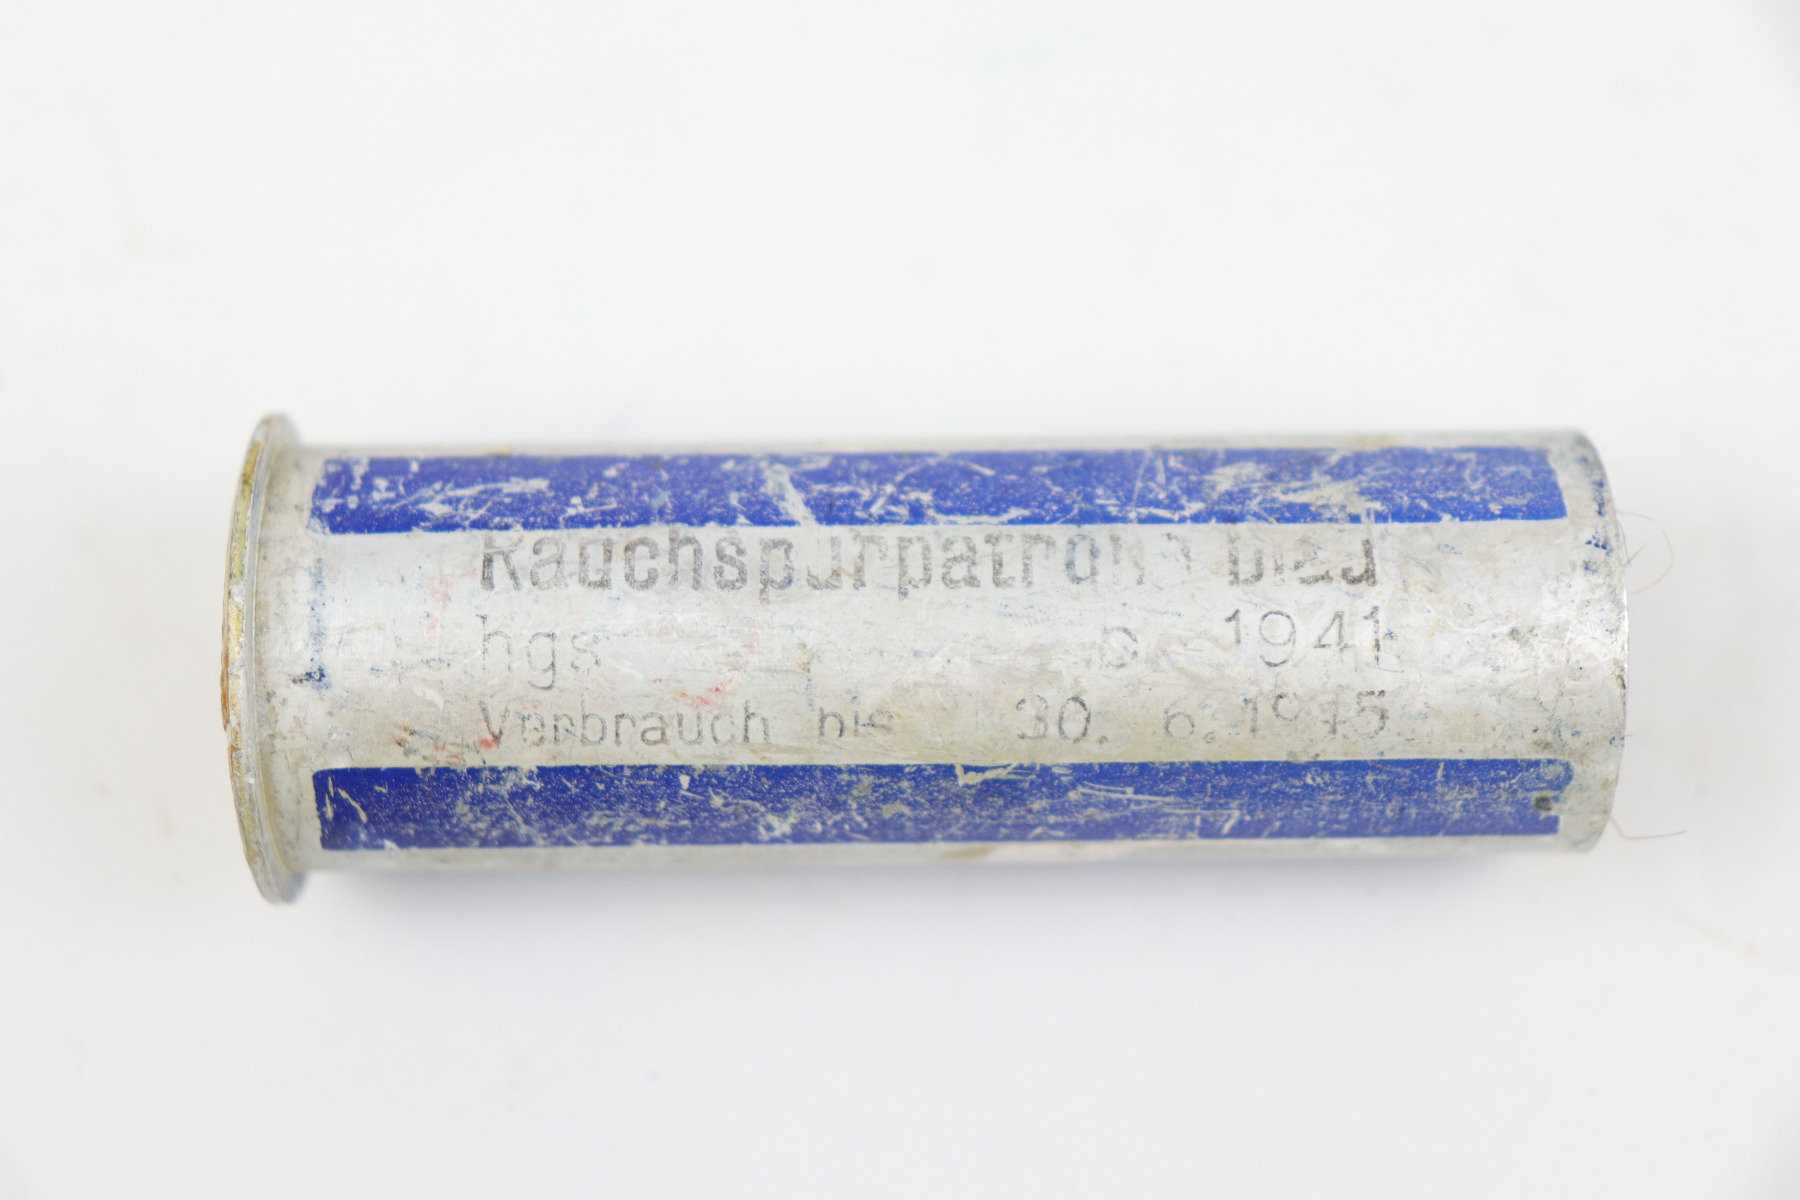 Rauchspurpatrone blau
hgs b 1941
Verbrauch bis 30. 6. 1945